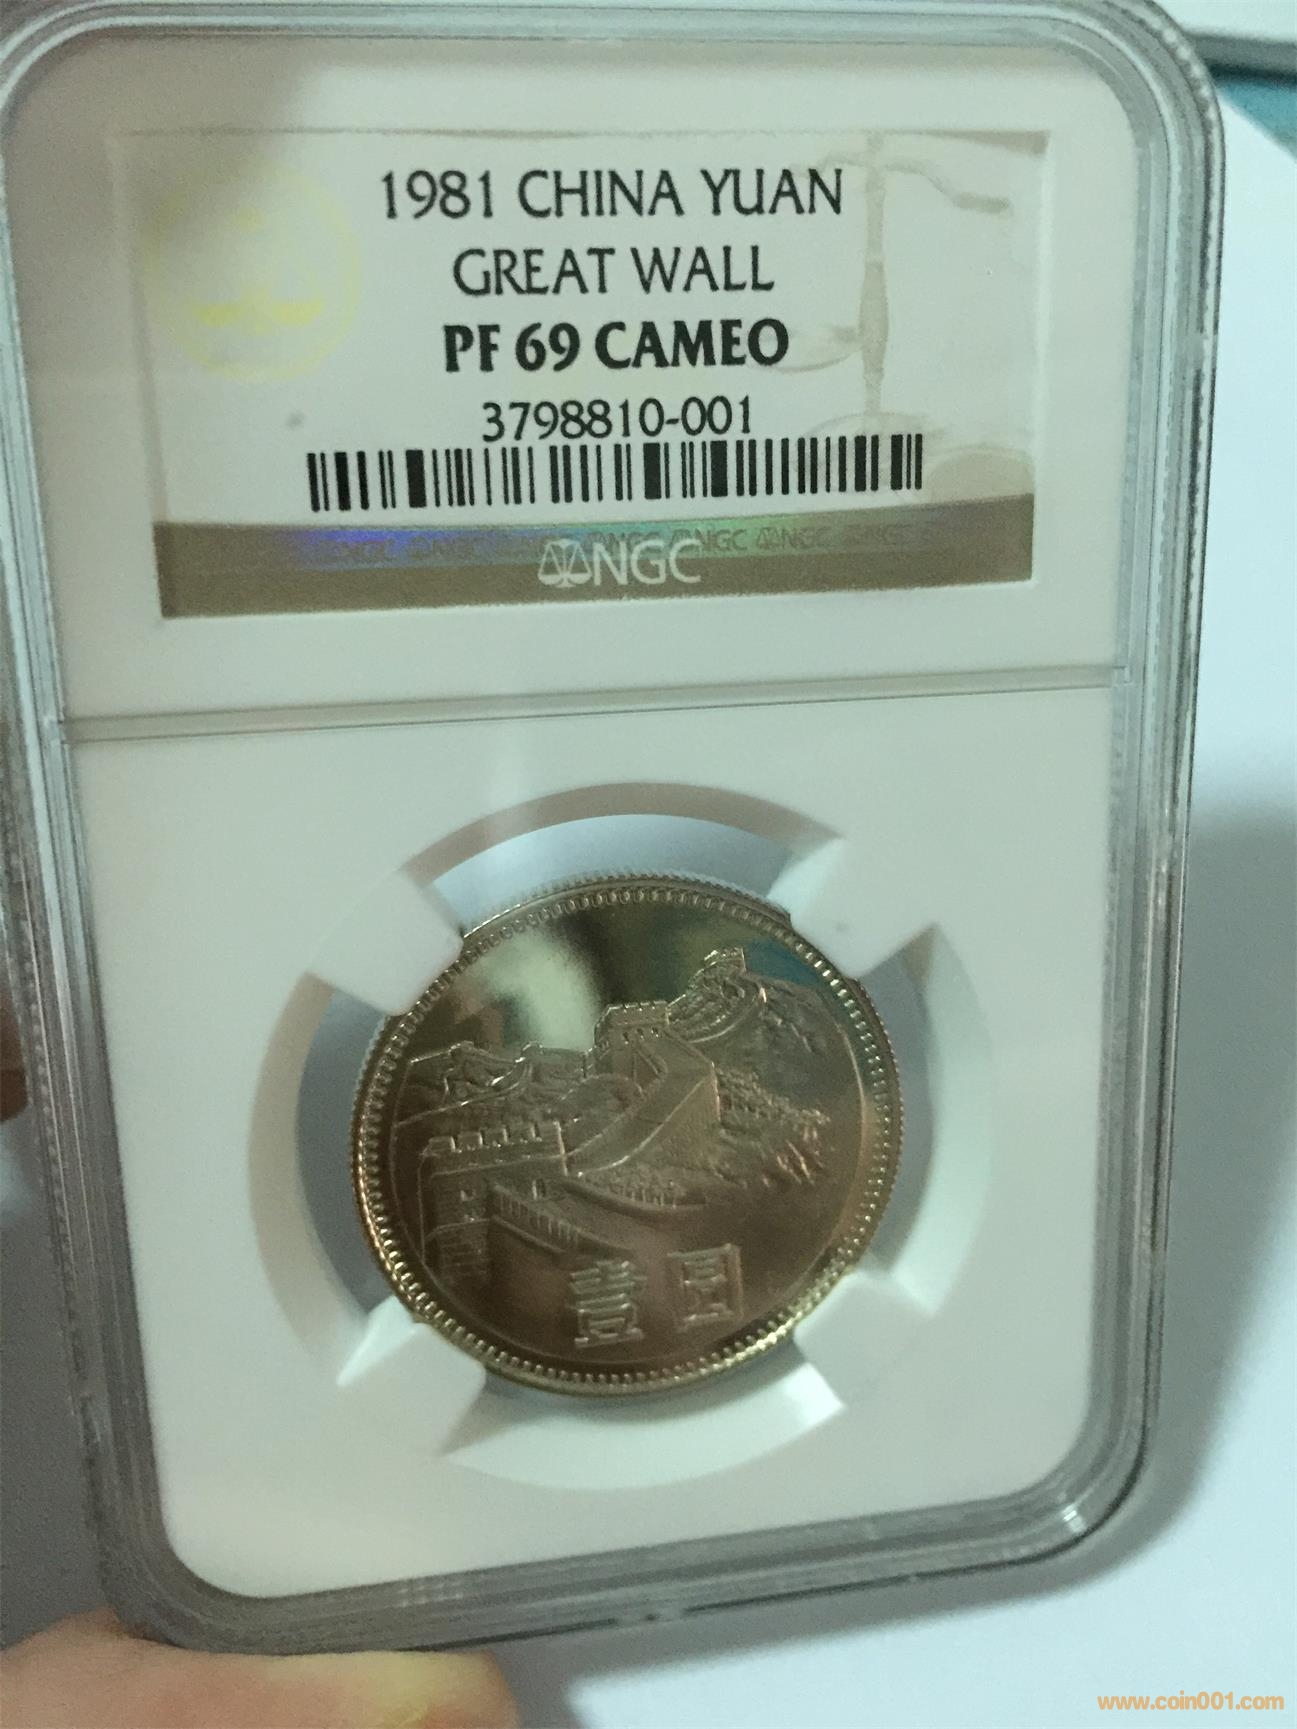 1981 CHINA YUAN
GREAT WALL
PF 69 CAMEO
3798810-001
NGC
壹圆
www.coin001.com